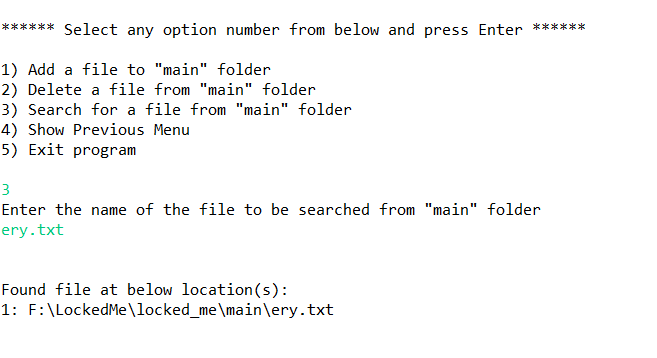 ****** Select any option number from below and press Enter ******
1) Add a file to "main" folder
2) Delete a file from "main" folder
3) Search for a file from "main" folder
4) Show Previous Menu
5) Exit program
3
Enter the name of the file to be searched from "main" folder
ery.txt
Found file at below location(s):
1: F:\LockedMe\locked_me\main\ery.txt